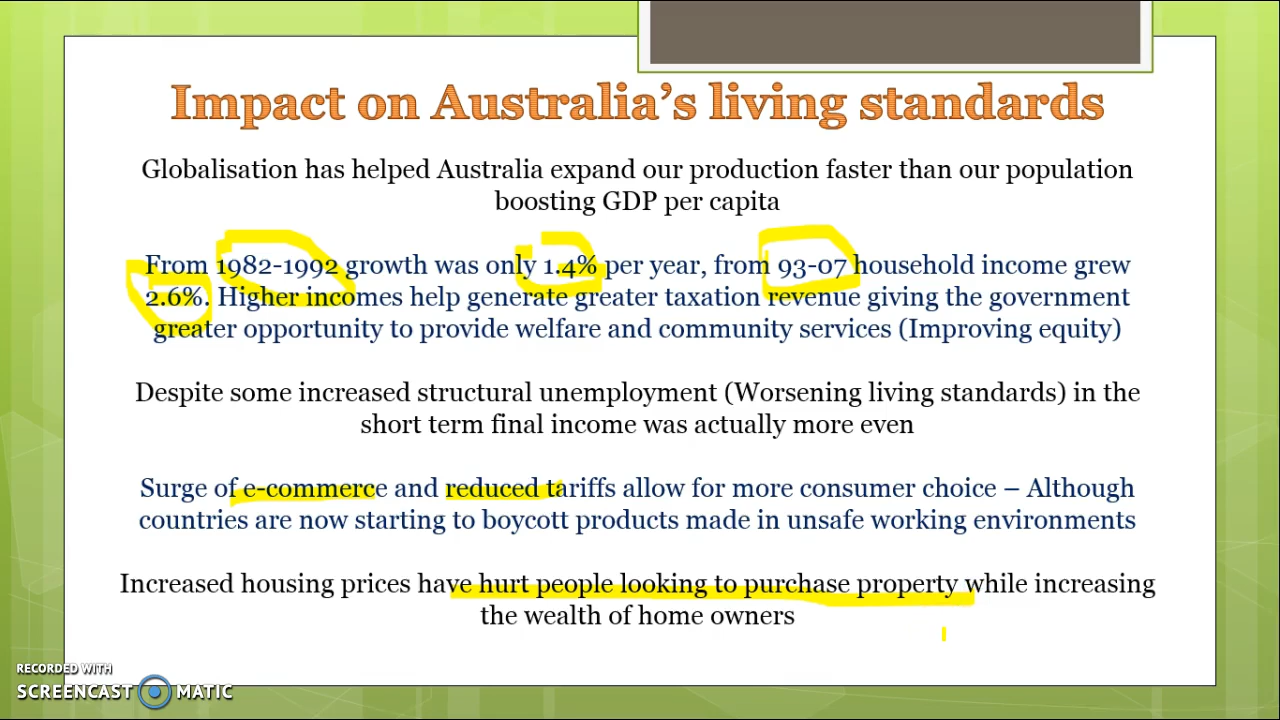 Impact on Australia's living standards
Globalisation has helped Australia expand our production faster than our population
boosting GDP per capita
From 1982-1992 growth was only 1.4% per year, from 93-07 household income grew
2.6%. Higher incomes help generate greater taxation revenue giving the government
greater opportunity to provide welfare and community services (Improving equity)
Despite some increased structural unemployment (Worsening living standards) in the
short term final income was actually more even
Surge of e-commerce and reduced tariffs allow for more consumer choice – Although
countries are now starting to boycott products made in unsafe working environments
Increased housing prices have hurt people looking to purchase property while increasing
the wealth of home owners
RECORDED WITH
SCREENCAST MATIC